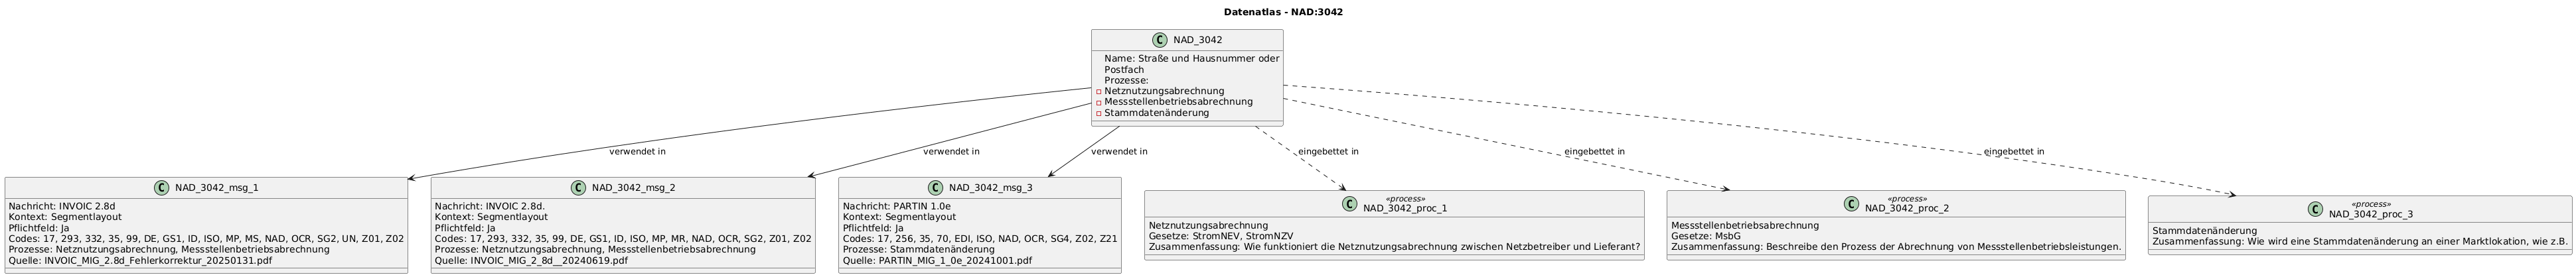 Datenatlas - NAD:3042
C NAD_3042
Name: Straße und Hausnummer oder
Postfach
Prozesse:
Netznutzungsabrechnung
Messstellenbetriebsabrechnung
Stammdatenänderung
verwendet in
verwendet in
verwendet in
eingebettet in
eingebettet in
eingebettet in
C NAD_3042_msg_1
Nachricht: INVOIC 2.8d
Kontext: Segmentlayout
Pflichtfeld: Ja
Codes: 17, 293, 332, 35, 99, DE, GS1, ID, ISO, MP, MS, NAD, OCR, SG2, UN, Z01, Z02
Prozesse: Netznutzungsabrechnung, Messstellenbetriebsabrechnung
Quelle: INVOIC_MIG_2.8d_Fehlerkorrektur_20250131.pdf
C NAD_3042_msg_2
Nachricht: INVOIC 2.8d.
Kontext: Segmentlayout
Pflichtfeld: Ja
Codes: 17, 293, 332, 35, 99, DE, GS1, ID, ISO, MP, MR, NAD, OCR, SG2, Z01, Z02
Prozesse: Netznutzungsabrechnung, Messstellenbetriebsabrechnung
Quelle: INVOIC_MIG_2_8d__20240619.pdf
C NAD_3042_msg_3
Nachricht: PARTIN 1.0e
Kontext: Segmentlayout
Pflichtfeld: Ja
Codes: 17, 256, 35, 70, EDI, ISO, NAD, OCR, SG4, Z02, Z21
Prozesse: Stammdatenänderung
Quelle: PARTIN_MIG_1_0e_20241001.pdf
«process»
C NAD_3042_proc_1
Netznutzungsabrechnung
Gesetze: StromNEV, StromNZV
Zusammenfassung: Wie funktioniert die Netznutzungsabrechnung zwischen Netzbetreiber und Lieferant?
«process»
C NAD_3042_proc_2
Messstellenbetriebsabrechnung
Gesetze: MsbG
Zusammenfassung: Beschreibe den Prozess der Abrechnung von Messstellenbetriebsleistungen.
«process»
C NAD_3042_proc_3
Stammdatenänderung
Zusammenfassung: Wie wird eine Stammdatenänderung an einer Marktlokation, wie z.B.